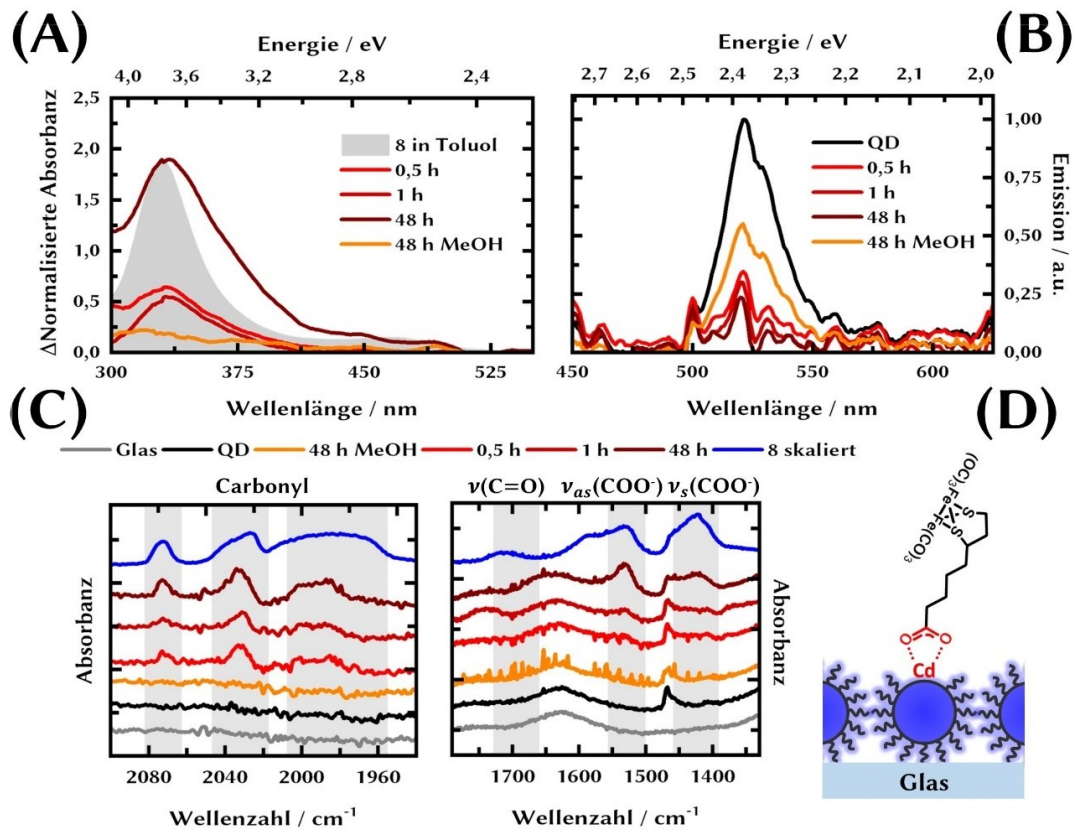 (A)
Energie / eV
4,0 3,6 3,2 2,8 2,4
ΔNormalisierte Absorbanz
2,5
2,0
1,5
1,0
0,5
0,0
8 in Toluol
0,5 h
1 h
48 h
48 h MeOH
300 375 450 525
Wellenlänge / nm
(B)
Energie / eV
2,7 2,6 2,5 2,4 2,3 2,2 2,1 2,0
QD
0,5 h
1 h
48 h
48 h MeOH
1,00
0,75
0,50
0,25
0,00
Emission / a.u.
450 500 550 600
Wellenlänge / nm
(C)
Glas QD 48 h MeOH 0,5 h 1 h 48 h 8 skaliert
Carbonyl
Absorbanz
2080 2040 2000 1960
Wellenzahl / cm⁻¹
ν(C=O) νas(COO⁻) νs(COO⁻)
Absorbanz
1700 1600 1500 1400
Wellenzahl / cm⁻¹
(D)
(OC)₃Fe
Fe(CO)₃
S
S
O O
Cd
Glas